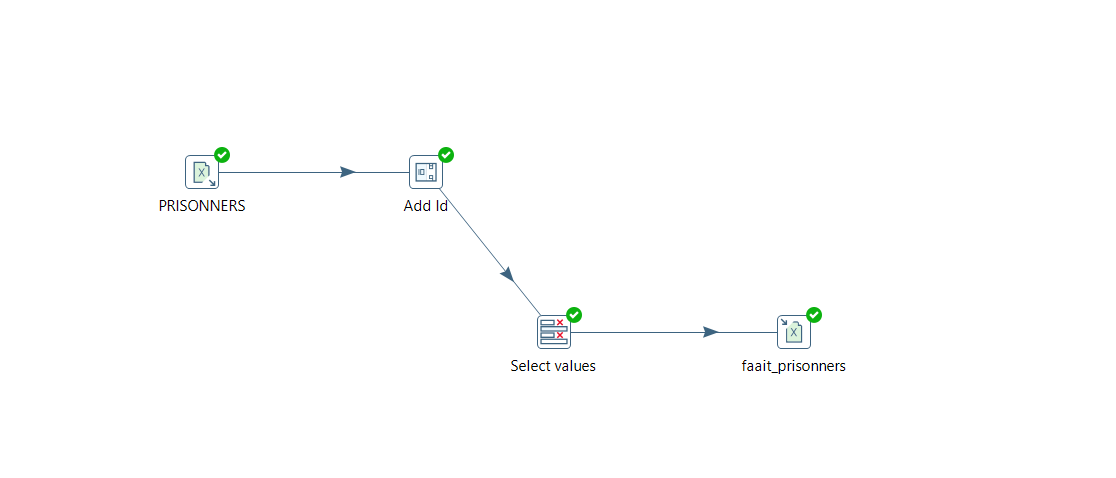 PRISONNERS
Add Id
Select values
faait_prisonners